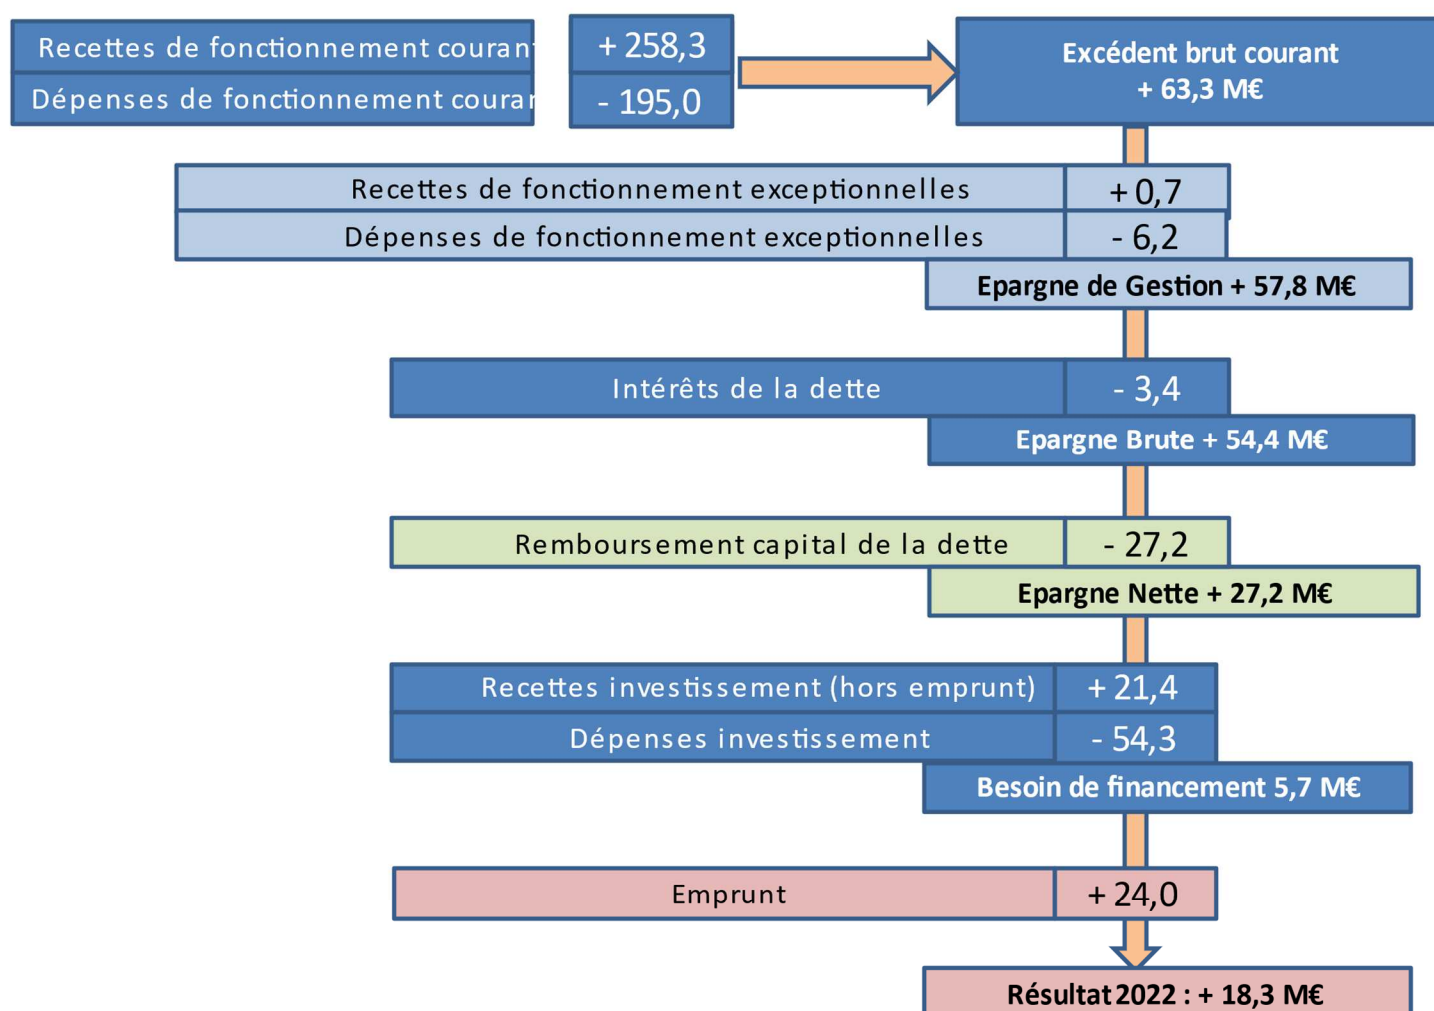 Recettes de fonctionnement courant + 258,3
Dépenses de fonctionnement couran - 195,0
Excédent brut courant
+ 63,3 M€
Recettes de fonctionnement exceptionnelles + 0,7
Dépenses de fonctionnement exceptionnelles - 6,2
Epargne de Gestion + 57,8 M€
Intérêts de la dette - 3,4
Epargne Brute + 54,4 M€
Remboursement capital de la dette - 27,2
Epargne Nette + 27,2 M€
Recettes investissement (hors emprunt) + 21,4
Dépenses investissement - 54,3
Besoin de financement 5,7 M€
Emprunt + 24,0
Résultat 2022 : + 18,3 M€